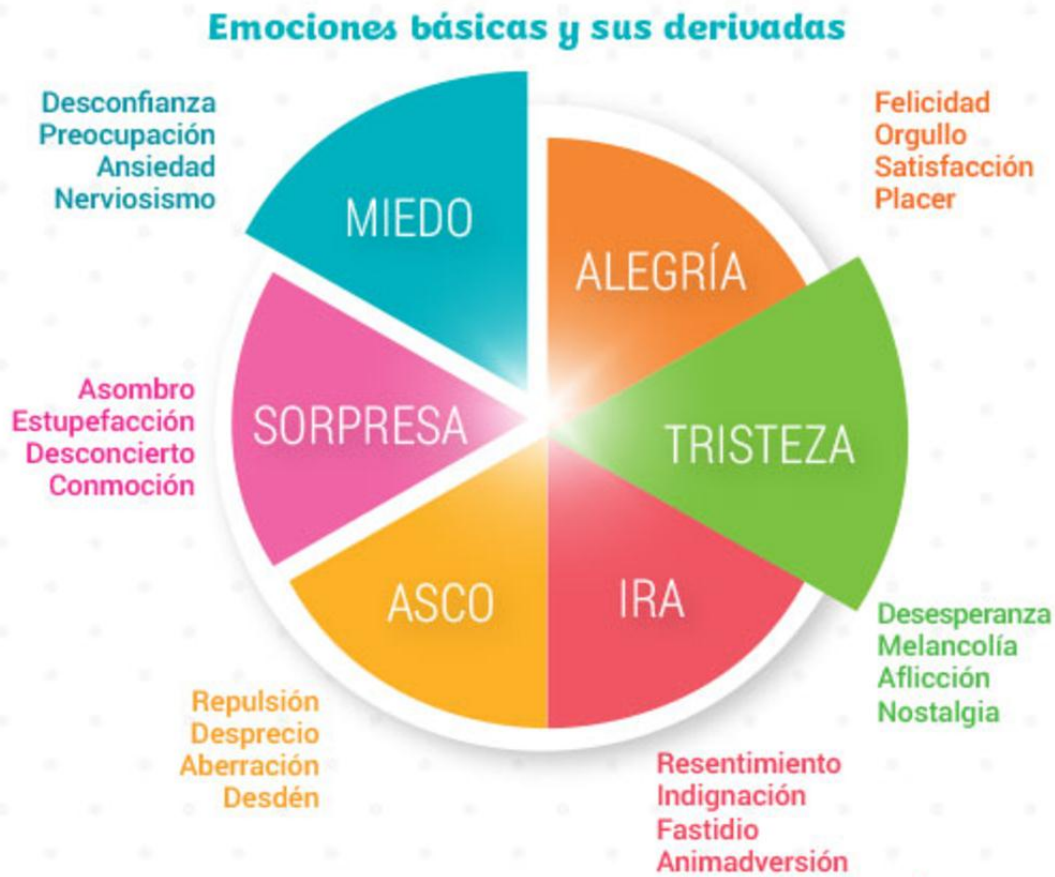 Emociones básicas y sus derivadas
Desconfianza
Preocupación
Ansiedad
Nerviosismo
MIEDO
Felicidad
Orgullo
Satisfacción
Placer
ALEGRÍA
Asombro
Estupefacción
Desconcierto
Conmoción
SORPRESA
TRISTEZA
Desesperanza
Melancolía
Aflicción
Nostalgia
ASCO
IRA
Repulsión
Desprecio
Aberración
Desdén
Resentimiento
Indignación
Fastidio
Animadversión